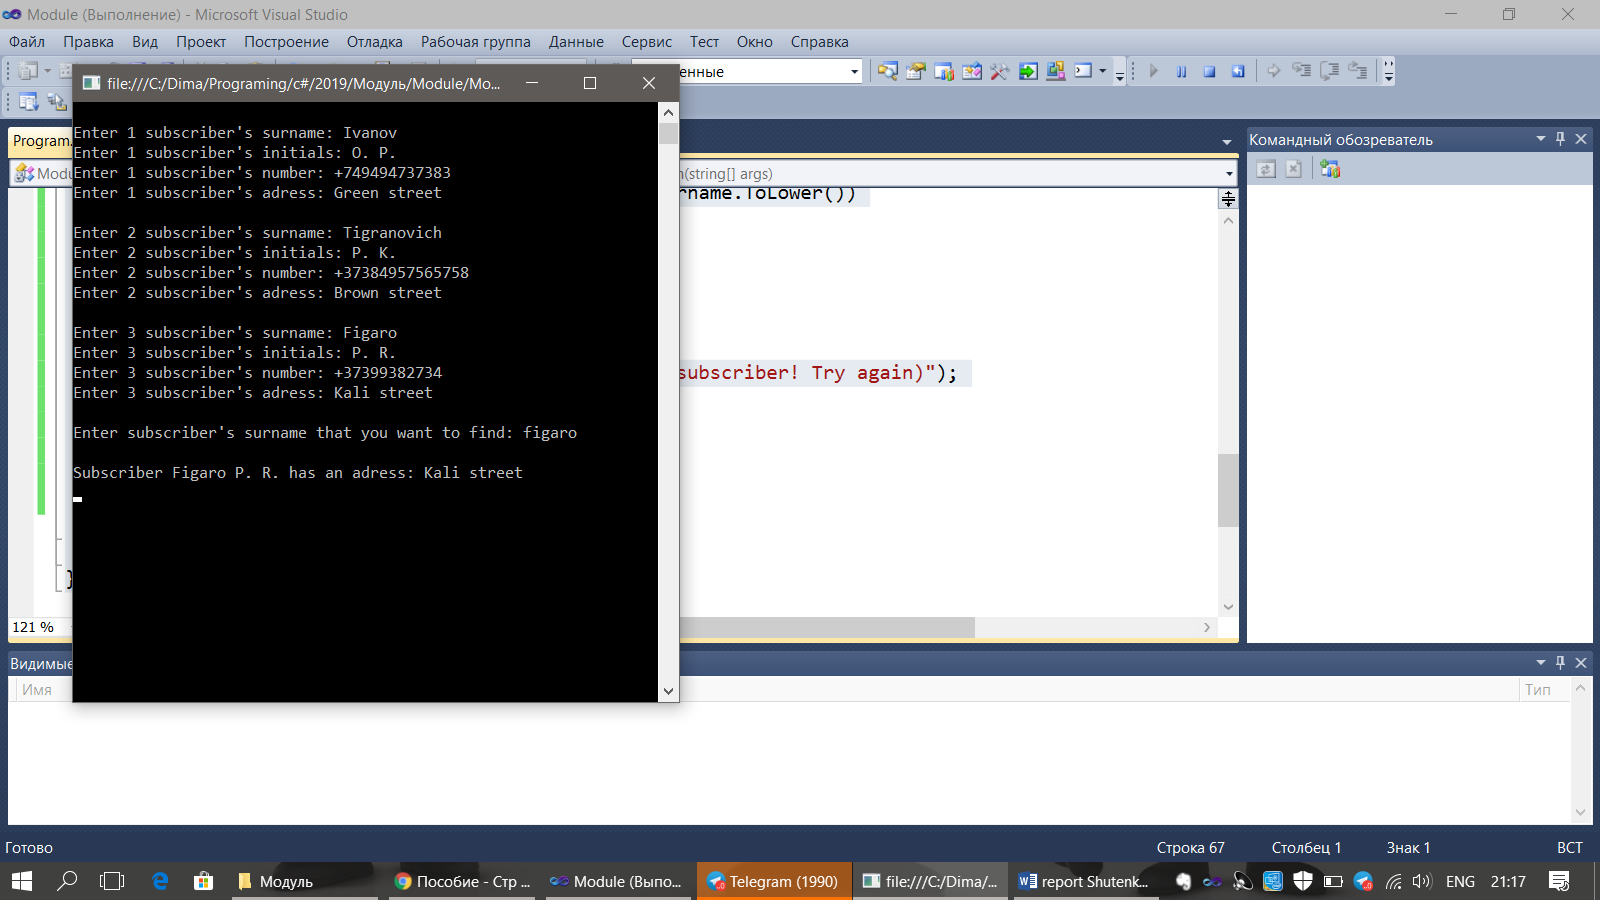 Module (Выполнение) - Microsoft Visual Studio
Файл Правка Вид Проект Построение Отладка Рабочая группа Данные Сервис Тест Окно Справка
file:///C:/Dima/Programing/c#/2019/Модуль/Module/Mo...
енные
Enter 1 subscriber's surname: Ivanov
Enter 1 subscriber's initials: O. P.
Enter 1 subscriber's number: +749494737383
Enter 1 subscriber's adress: Green street
Enter 2 subscriber's surname: Tigranovich
Enter 2 subscriber's initials: P. K.
Enter 2 subscriber's number: +37384957565758
Enter 2 subscriber's adress: Brown street
Enter 3 subscriber's surname: Figaro
Enter 3 subscriber's initials: P. R.
Enter 3 subscriber's number: +37399382734
Enter 3 subscriber's adress: Kali street
Enter subscriber's surname that you want to find: figaro
Subscriber Figaro P. R. has an adress: Kali street
Program.
Modu
n(string[] args)
rname.ToLower())
subscriber! Try again)");
}
121 %
Командный обозреватель
Видимые
Имя
Тип
Готово
Строка 67
Столбец 1
Знак 1
ВСТ
Модуль
Пособие - Стр ...
Module (Выпо...
Telegram (1990)
file:///C:/Dima/...
report Shutenk...
ENG
21:17